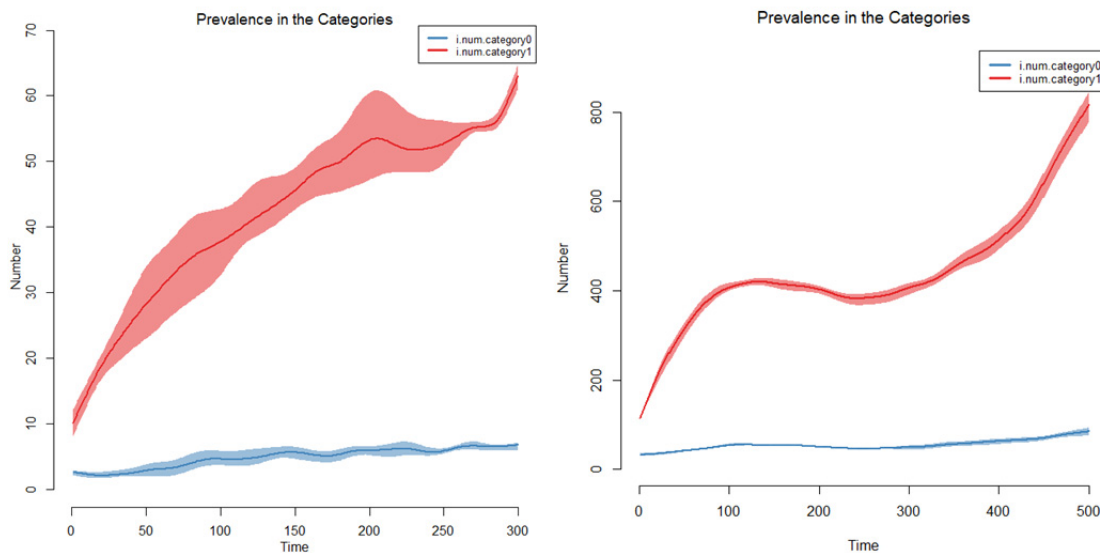 Prevalence in the Categories
i.num.category0
i.num.category1
Number
70
60
50
40
30
20
10
0
0 50 100 150 200 250 300
Time
Prevalence in the Categories
i.num.category0
i.num.category1
Number
800
600
400
200
0
0 100 200 300 400 500
Time